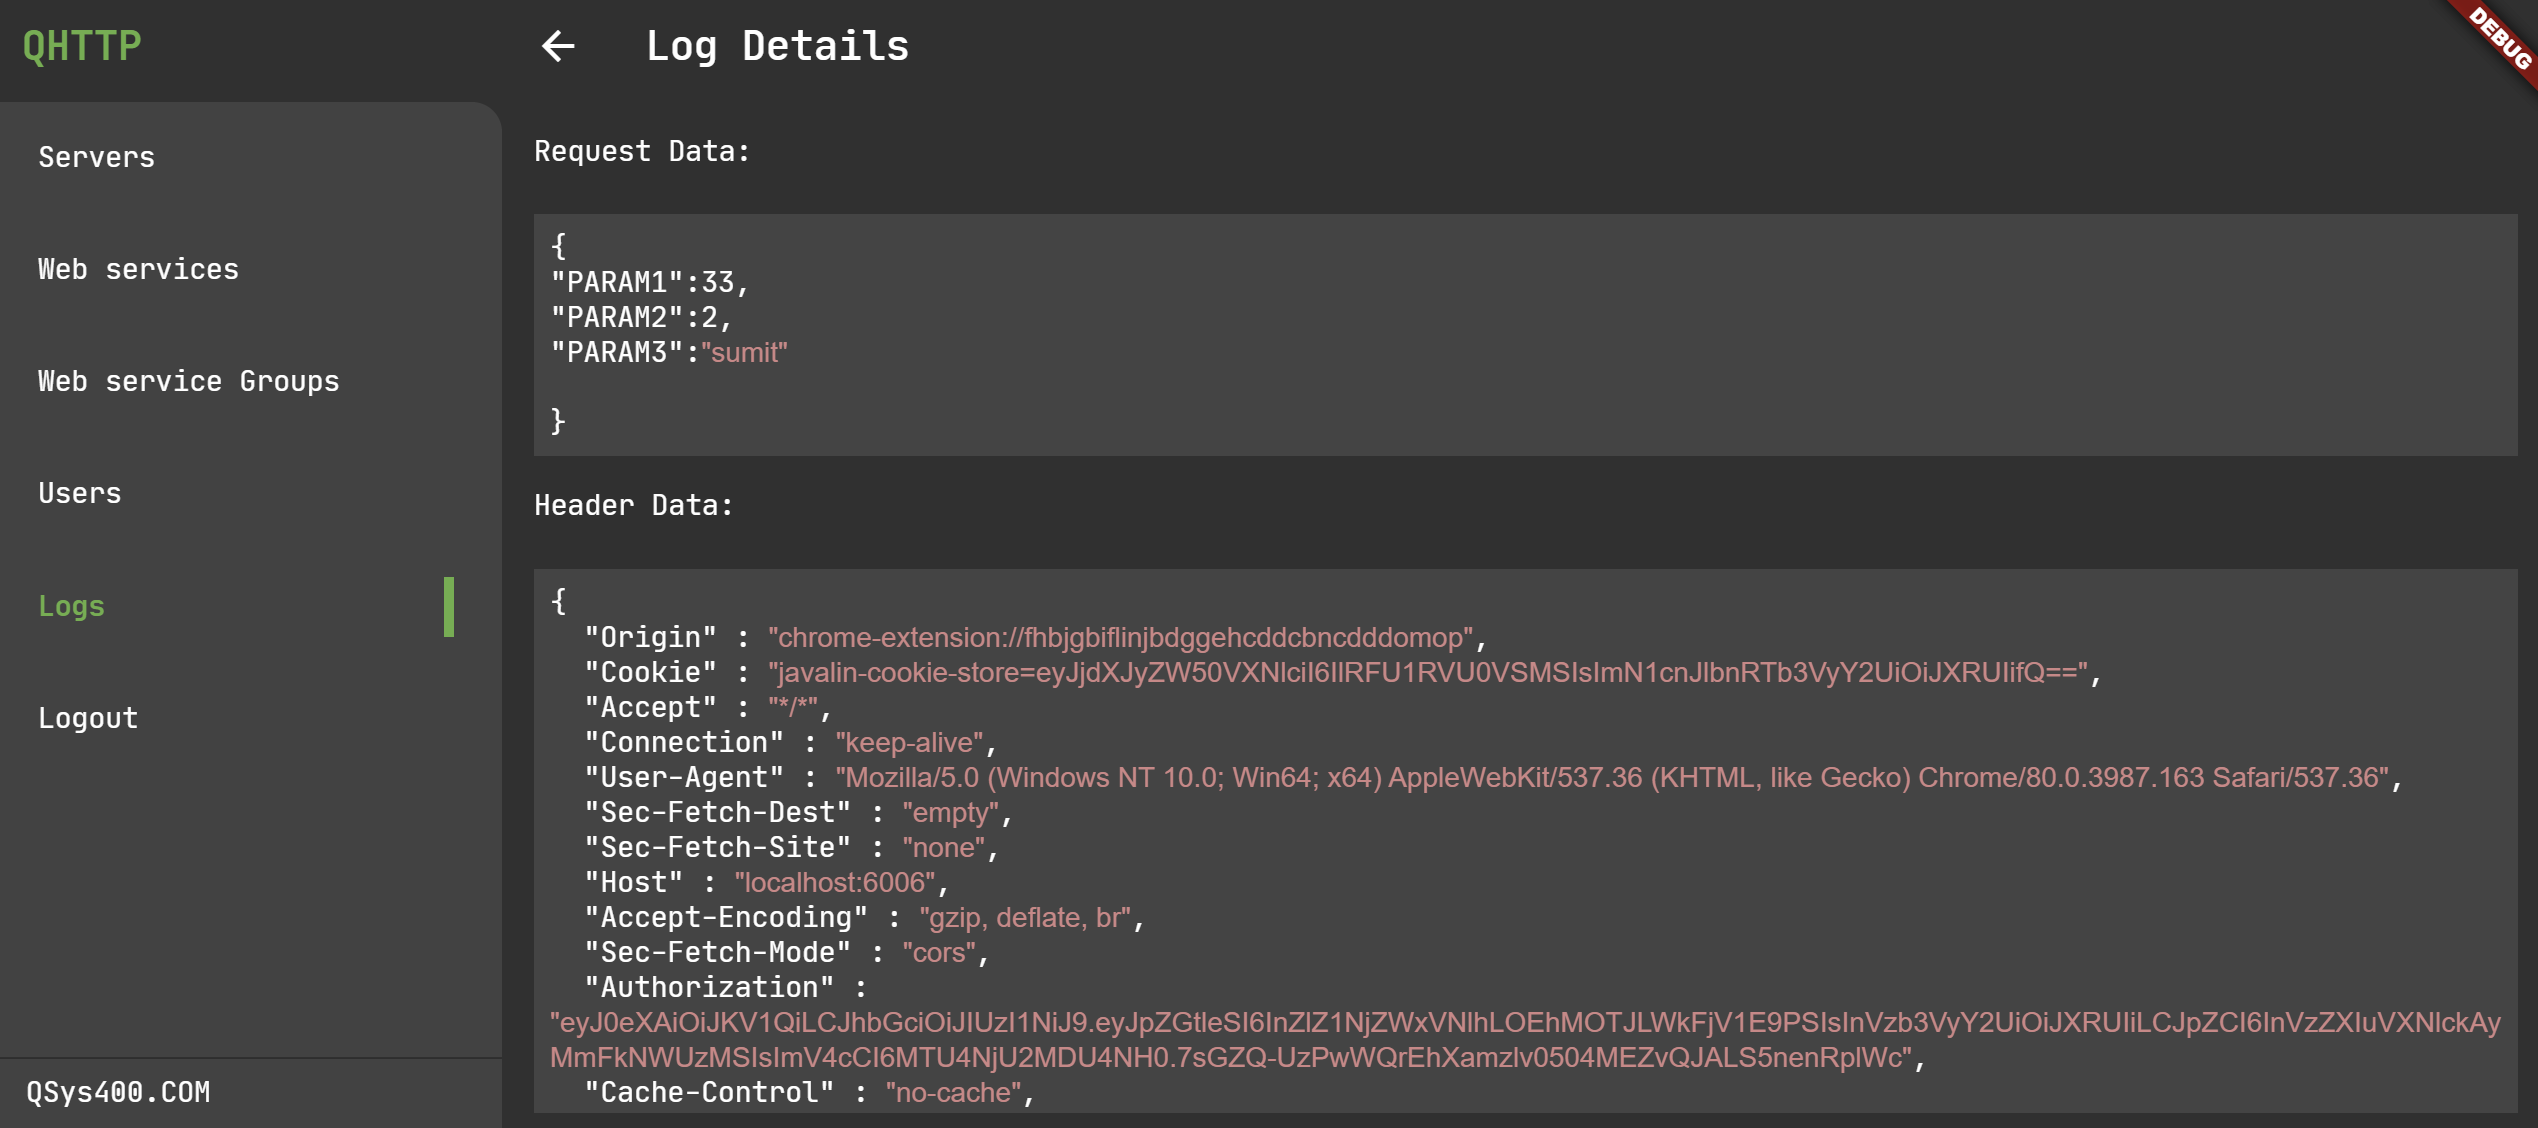 QHTTP
Log Details
DEBUG
Servers
Web services
Web service Groups
Users
Logs
Logout
QSys400.COM
Request Data:
{
"PARAM1":33,
"PARAM2":2,
"PARAM3":"sumit"
}
Header Data:
{
"Origin" : "chrome-extension://fhbjgbiflinjbdggehcddcbncdddomop",
"Cookie" : "javalin-cookie-store=eyJjdXJyZW50VXNlciI6IlRFU1RVU0VSMSIsImN1cnJlbnRTb3VyY2UiOiJXRUIifQ==",
"Accept" : "*/*",
"Connection" : "keep-alive",
"User-Agent" : "Mozilla/5.0 (Windows NT 10.0; Win64; x64) AppleWebKit/537.36 (KHTML, like Gecko) Chrome/80.0.3987.163 Safari/537.36",
"Sec-Fetch-Dest" : "empty",
"Sec-Fetch-Site" : "none",
"Host" : "localhost:6006",
"Accept-Encoding" : "gzip, deflate, br",
"Sec-Fetch-Mode" : "cors",
"Authorization" :
"eyJ0eXAiOiJKV1QiLCJhbGciOiJIUzI1NiJ9.eyJpZGtleSI6InZlZ1NjZWxVNlhLOEhMOTJLWkFjV1E9PSIsInVzb3VyY2UiOiJXRUIiLCJpZCI6InVzZXIuVXNlckAy
MmFkNWUzMSIsImV4cCI6MTU4NjU2MDU4NH0.7sGZQ-UzPwWQrEhXamzlv0504MEZvQJALS5nenRplWc",
"Cache-Control" : "no-cache",